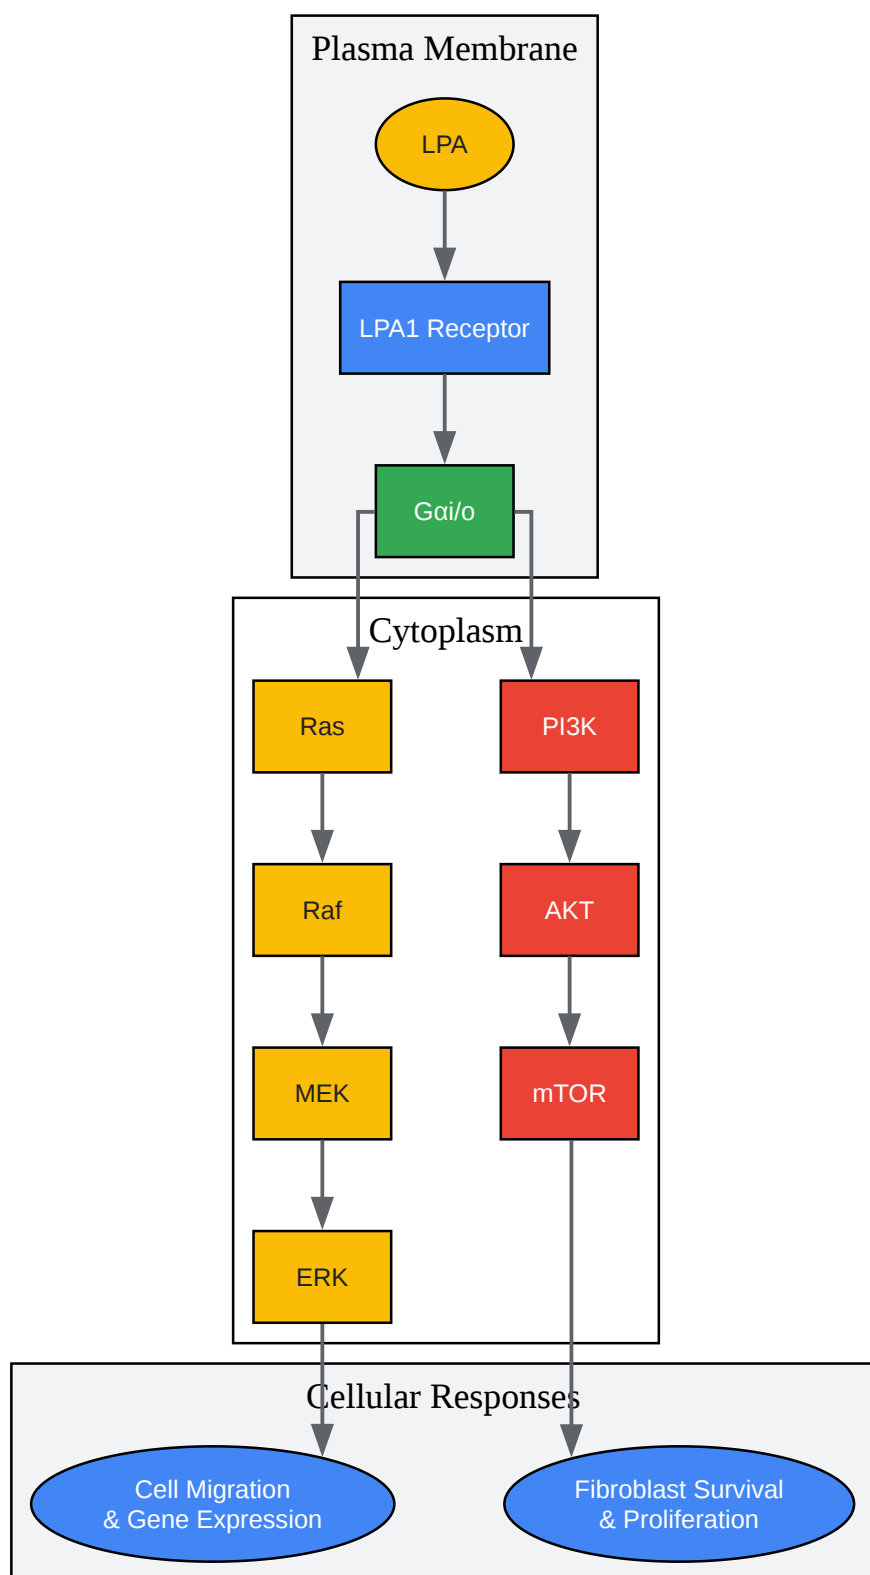 Plasma Membrane
LPA
LPA1 Receptor
Gαi/o
Cytoplasm
Ras
PI3K
Raf
AKT
MEK
mTOR
ERK
Cellular Responses
Cell Migration
& Gene Expression
Fibroblast Survival
& Proliferation